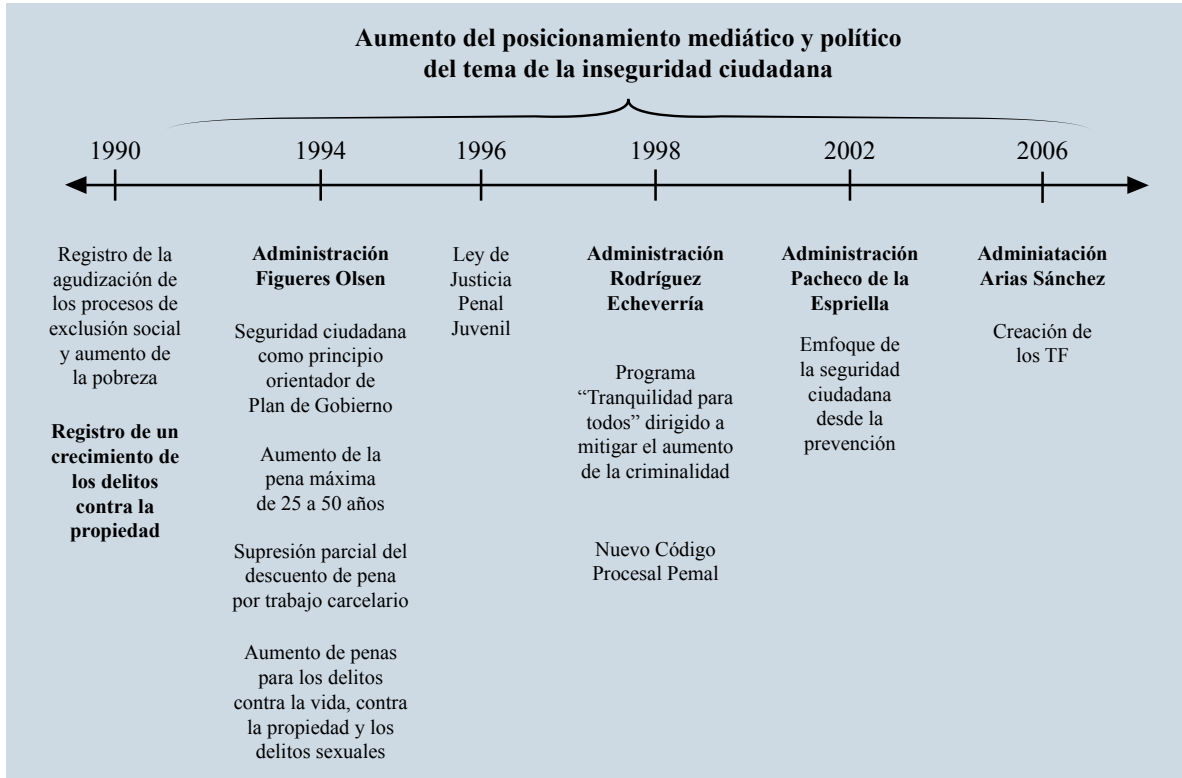 Aumento del posicionamiento mediático y político
del tema de la inseguridad ciudadana
1990
1994
1996
1998
2002
2006
Registro de la
agudización de
los procesos de
exclusión social
y aumento de
la pobreza
Registro de un
crecimiento de
los delitos
contra la
propiedad
Administración
Figueres Olsen
Seguridad ciudadana
como principio
orientador de
Plan de Gobierno
Aumento de la
pena máxima
de 25 a 50 años
Supresión parcial del
descuento de pena
por trabajo carcelario
Aumento de penas
para los delitos
contra la vida, contra
la propiedad y los
delitos sexuales
Ley de
Justicia
Penal
Juvenil
Administración
Rodríguez
Echeverría
Programa
“Tranquilidad para
todos” dirigido a
mitigar el aumento
de la criminalidad
Nuevo Código
Procesal Pemal
Administración
Pacheco de la
Espriella
Emfoque de
la seguridad
ciudadana
desde la
prevención
Adminiatación
Arias Sánchez
Creación de
los TF